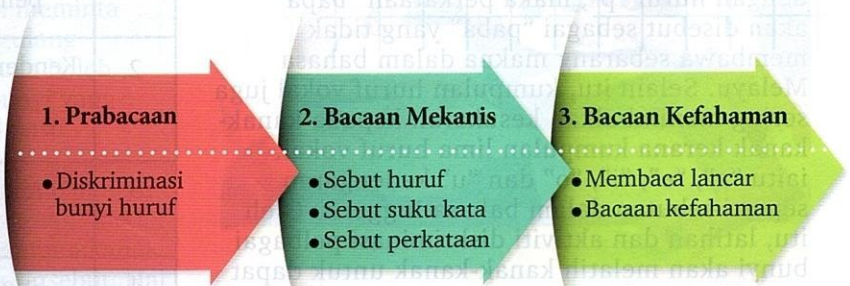 1. Prabacaan
• Diskriminasi
bunyi huruf
2. Bacaan Mekanis
• Sebut huruf
• Sebut suku kata
• Sebut perkataan
3. Bacaan Kefahaman
• Membaca lancar
• Bacaan kefahaman